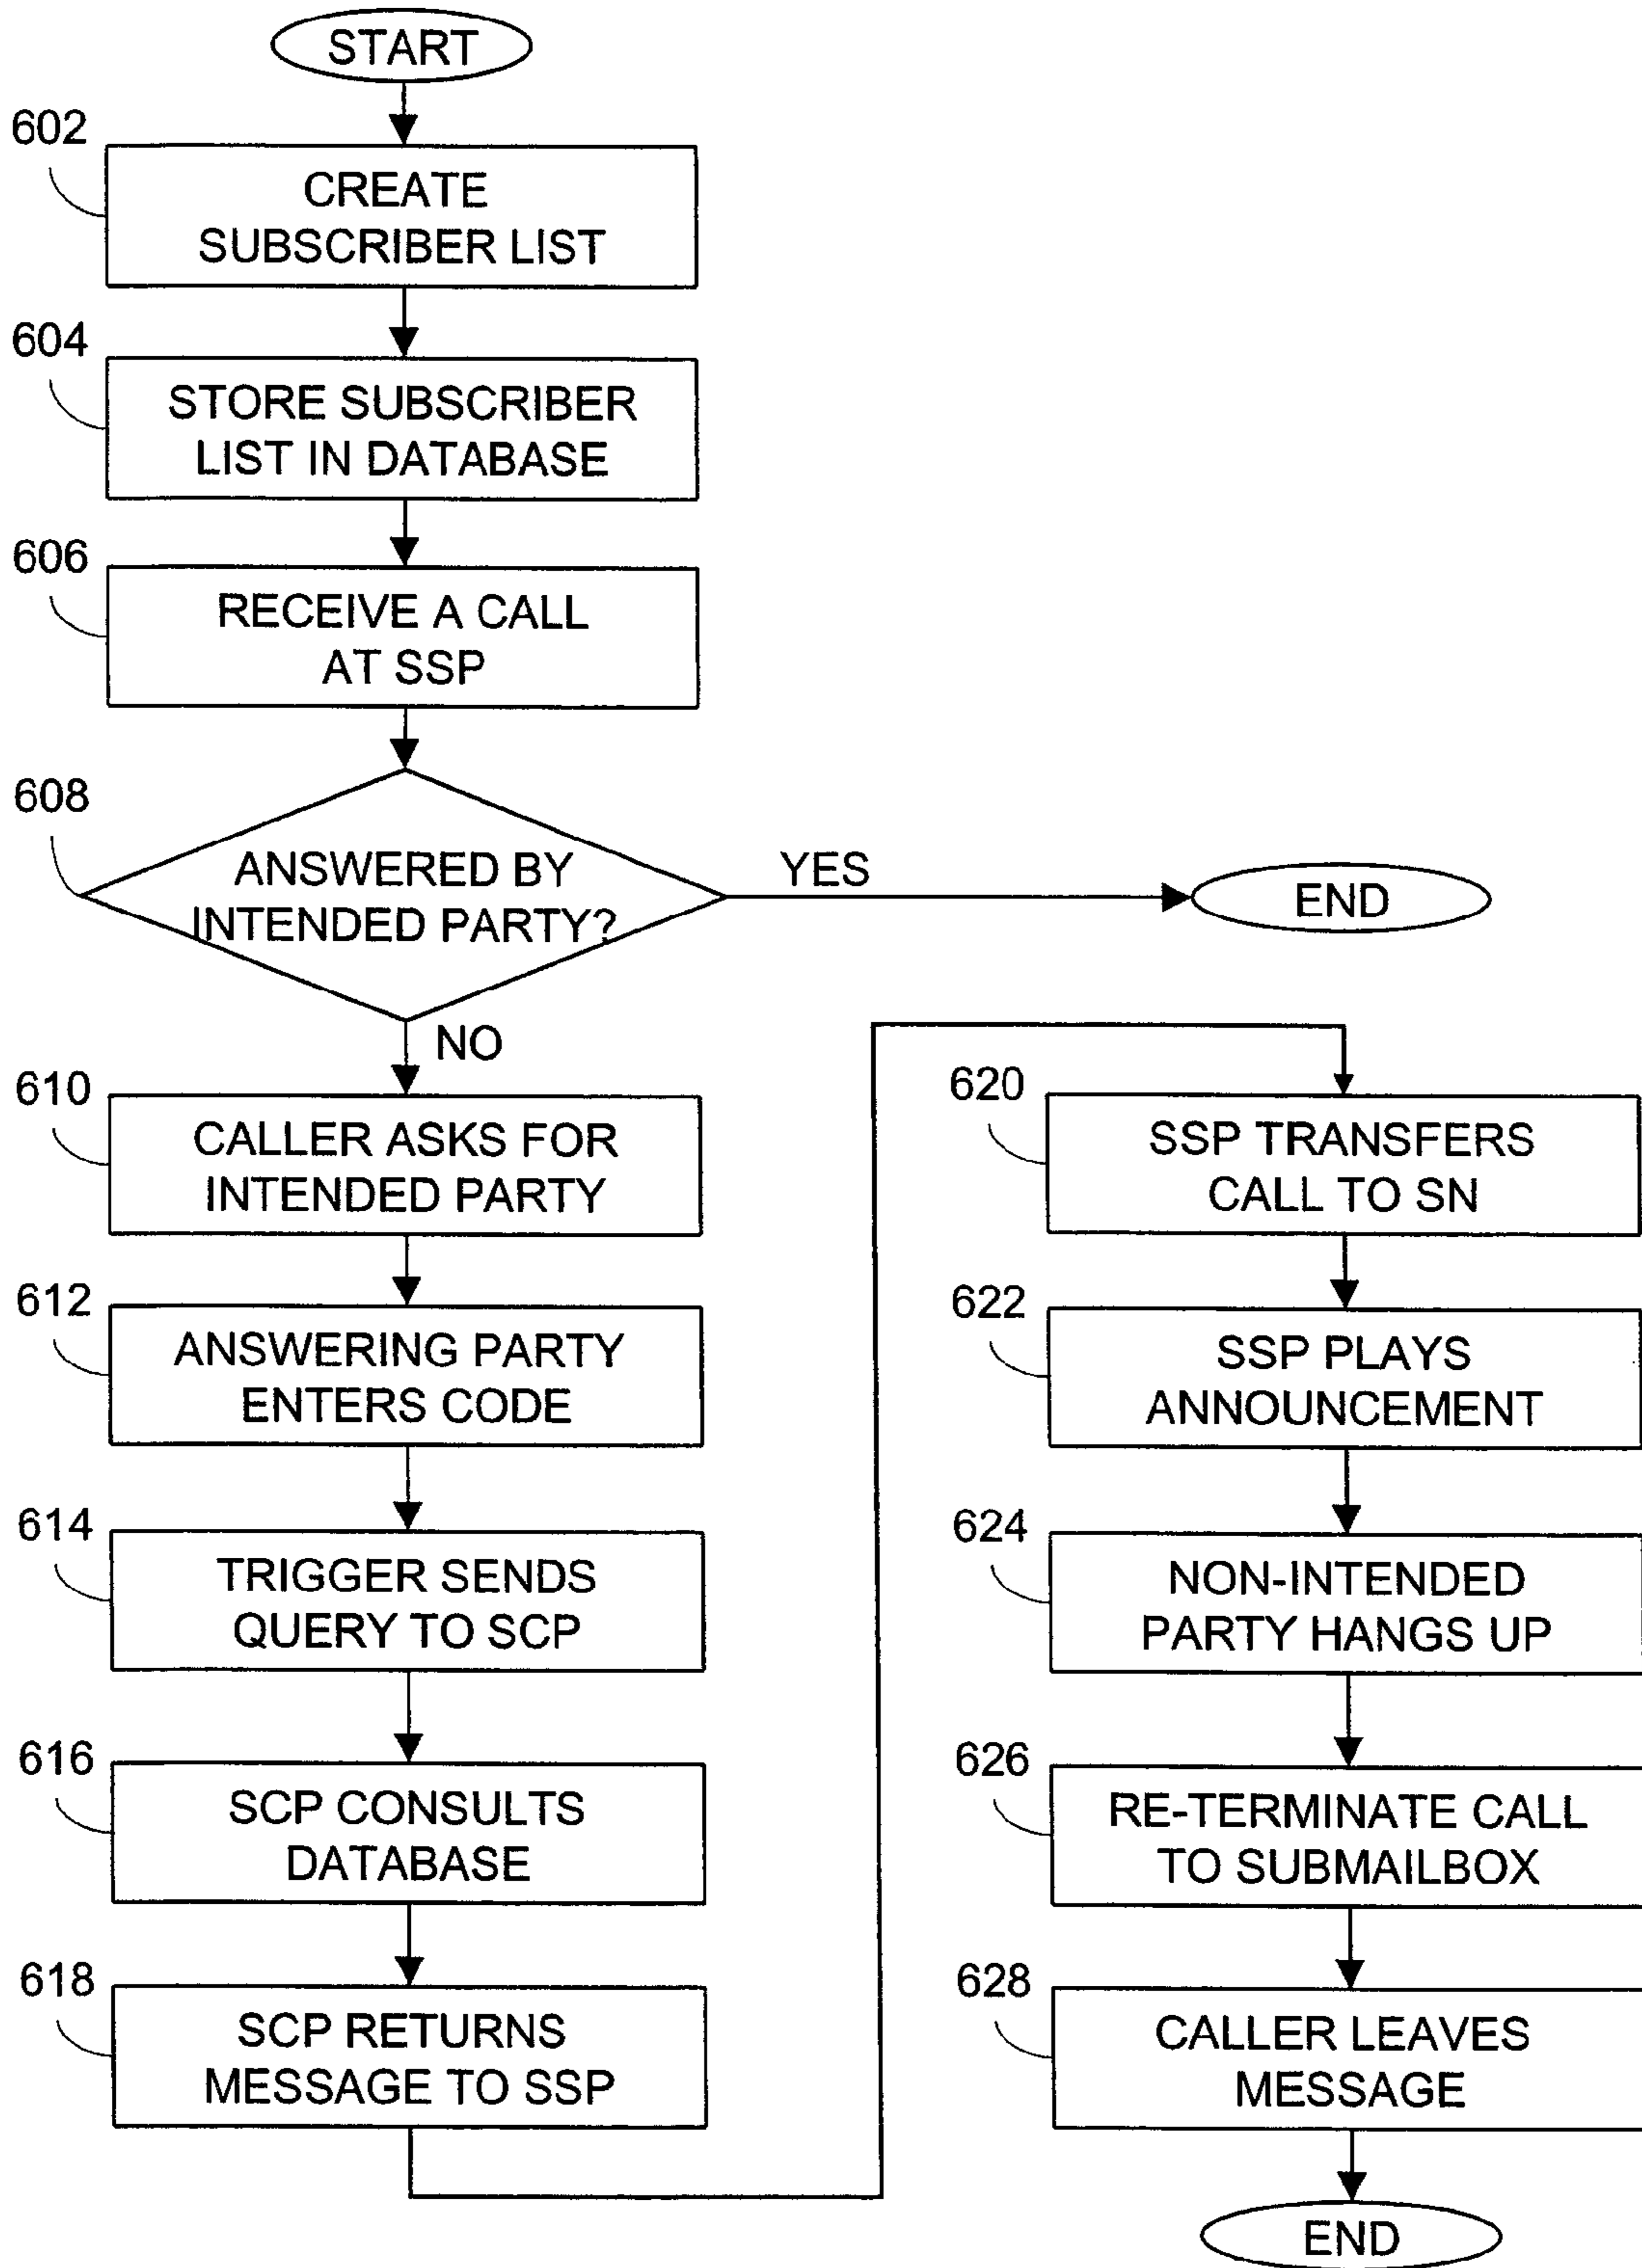 START
602
CREATE
SUBSCRIBER LIST
604
STORE SUBSCRIBER
LIST IN DATABASE
606
RECEIVE A CALL
AT SSP
608
ANSWERED BY
INTENDED PARTY?
YES
END
NO
610
CALLER ASKS FOR
INTENDED PARTY
612
ANSWERING PARTY
ENTERS CODE
614
TRIGGER SENDS
QUERY TO SCP
616
SCP CONSULTS
DATABASE
618
SCP RETURNS
MESSAGE TO SSP
620
SSP TRANSFERS
CALL TO SN
622
SSP PLAYS
ANNOUNCEMENT
624
NON-INTENDED
PARTY HANGS UP
626
RE-TERMINATE CALL
TO SUBMAILBOX
628
CALLER LEAVES
MESSAGE
END